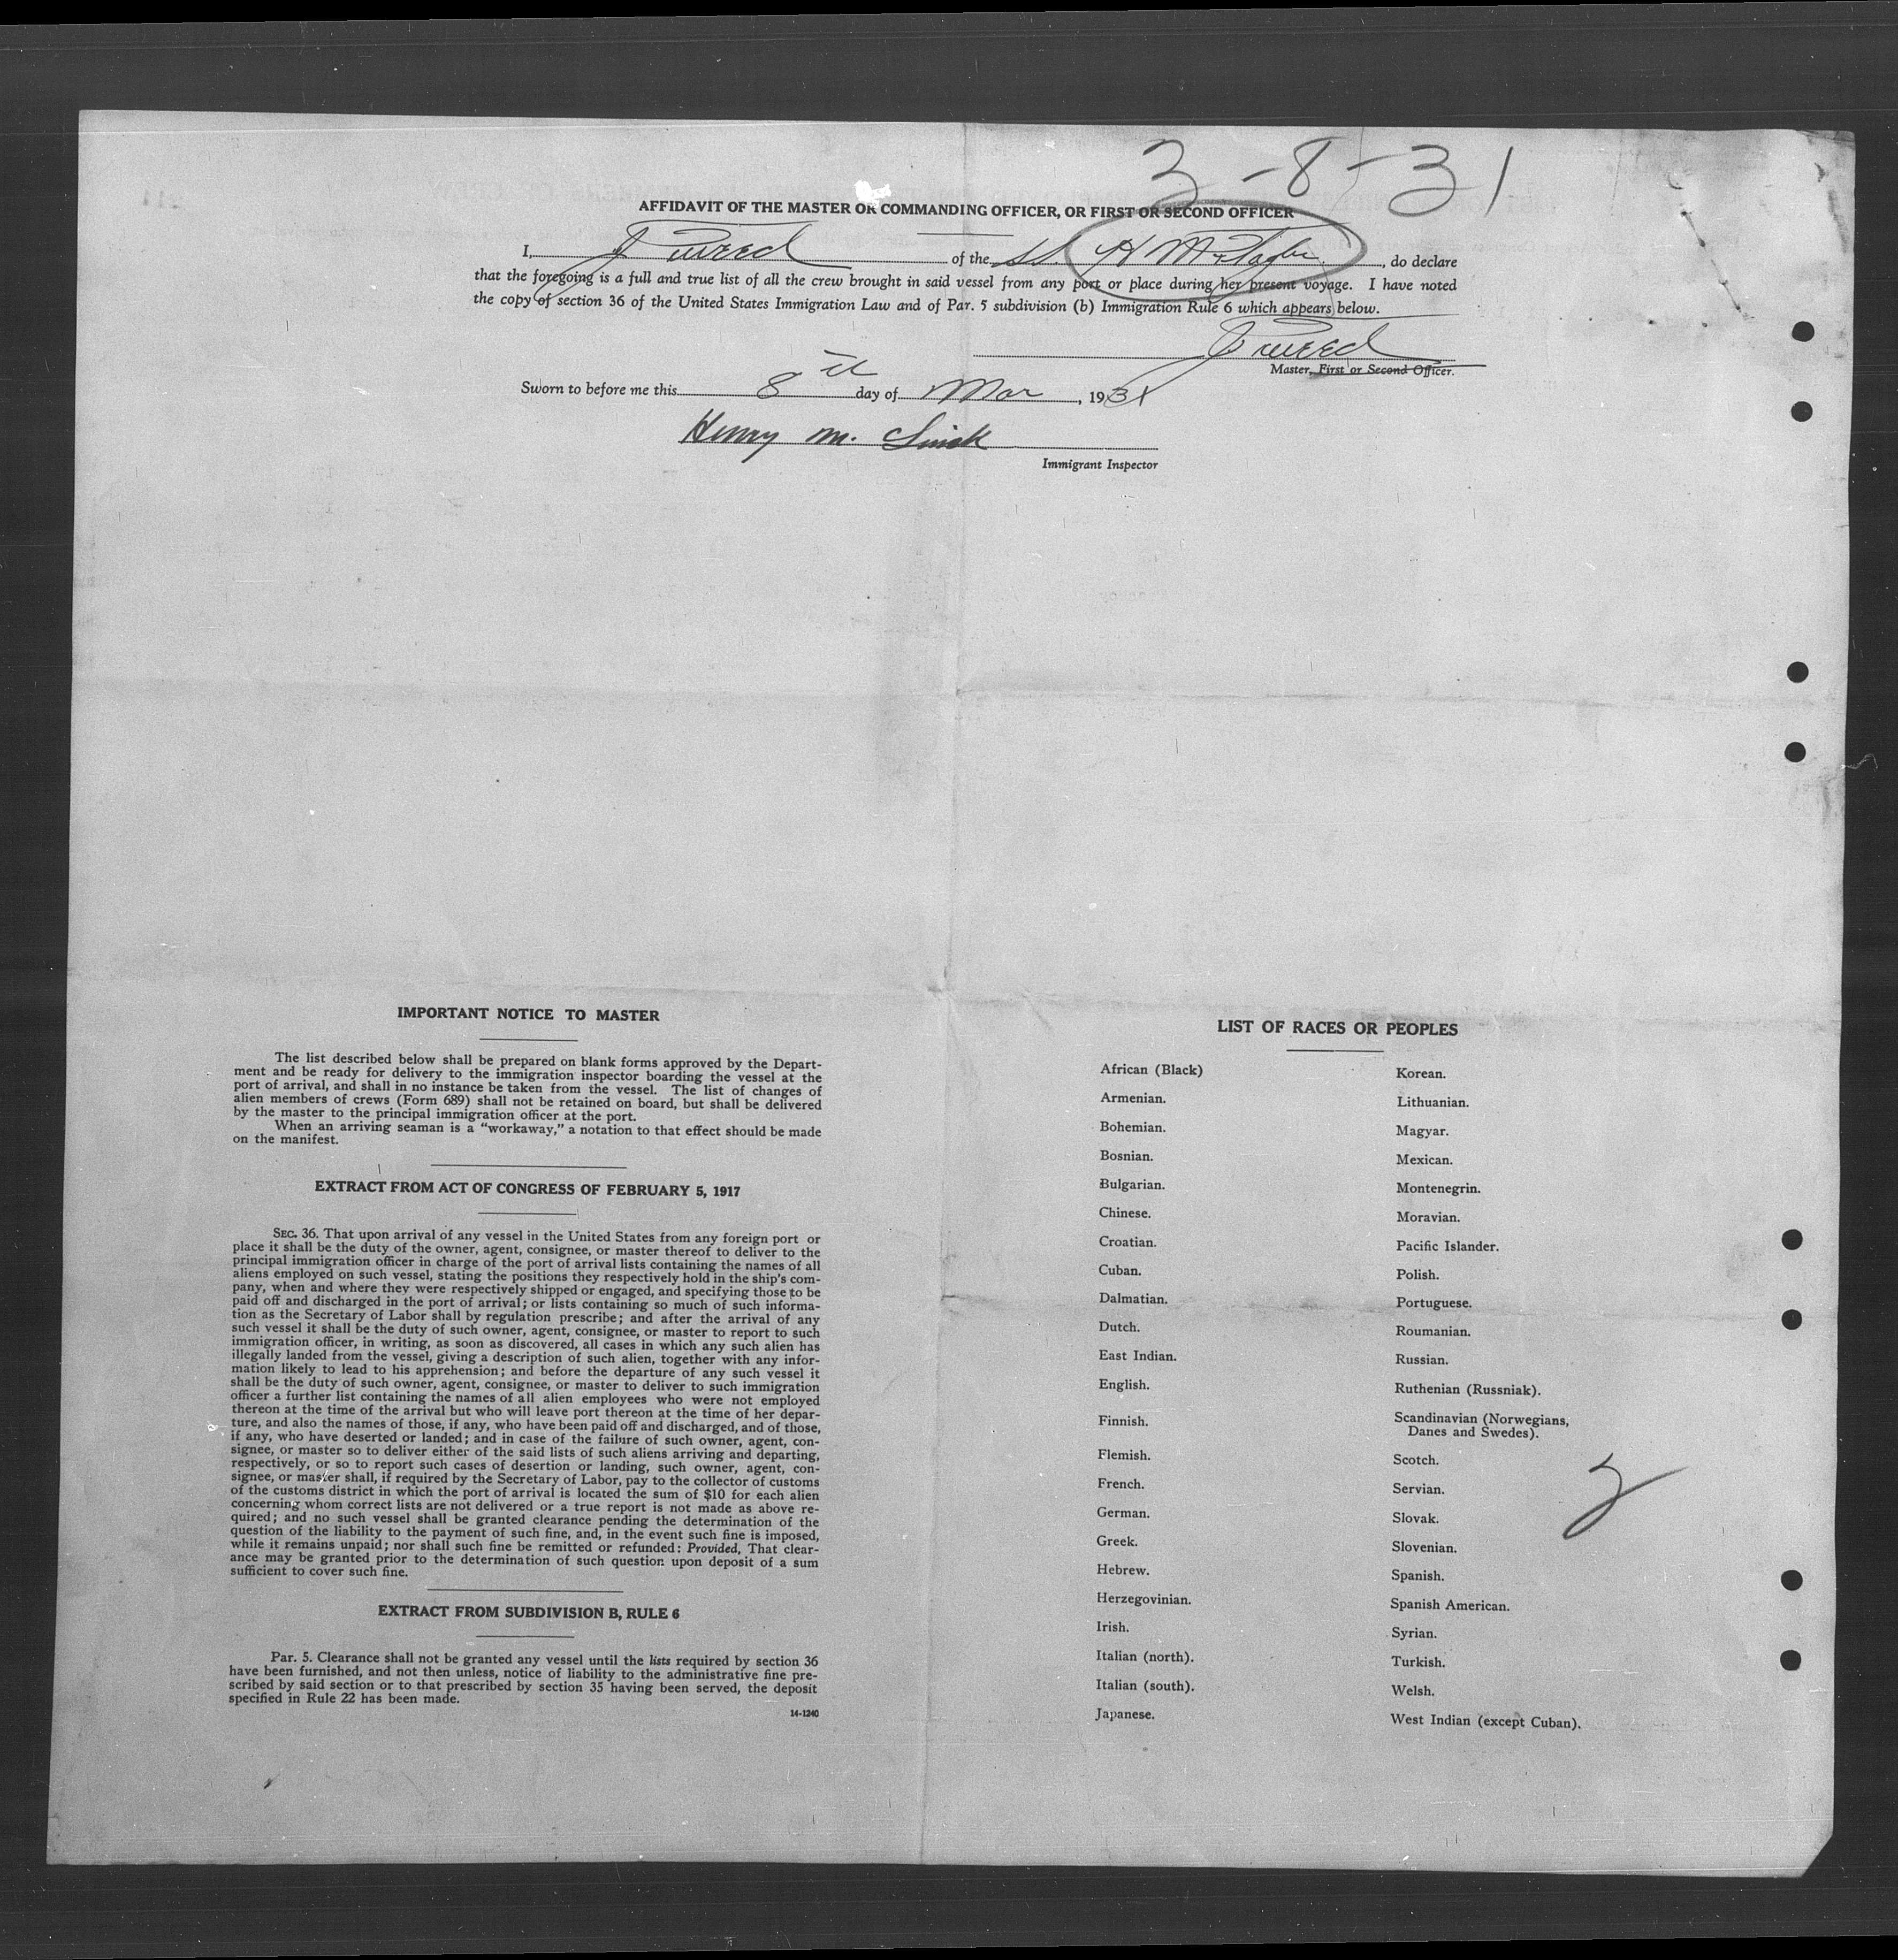 3-8-31
AFFIDAVIT OF THE MASTER OR COMMANDING OFFICER, OR FIRST OR SECOND OFFICER
I, of the H M Flagler, do declare
that the foregoing is a full and true list of all the crew brought in said vessel from any port or place during her present voyage. I have noted
the copy of section 36 of the United States Immigration Law and of Par. 5 subdivision (b) Immigration Rule 6 which appears below.
Master, First or Second Officer.
Sworn to before me this 8th day of Mar, 1931
Henry M.
Immigrant Inspector
IMPORTANT NOTICE TO MASTER
The list described below shall be prepared on blank forms approved by the Depart-
ment and be ready for delivery to the immigration inspector boarding the vessel at the
port of arrival, and shall in no instance be taken from the vessel. The list of changes of
alien members of crews (Form 689) shall not be retained on board, but shall be delivered
by the master to the principal immigration officer at the port.
When an arriving seaman is a “workaway,” a notation to that effect should be made
on the manifest.
EXTRACT FROM ACT OF CONGRESS OF FEBRUARY 5, 1917
SEC. 36. That upon arrival of any vessel in the United States from any foreign port or
place it shall be the duty of the owner, agent, consignee, or master thereof to deliver to the
principal immigration officer in charge of the port of arrival lists containing the names of all
aliens employed on such vessel, stating the positions they respectively hold in the ship's com-
pany, when and where they were respectively shipped or engaged, and specifying those to be
paid off and discharged in the port of arrival; or lists containing so much of such informa-
tion as the Secretary of Labor shall by regulation prescribe; and after the arrival of any
such vessel it shall be the duty of such owner, agent, consignee, or master to report to such
immigration officer, in writing, as soon as discovered, all cases in which any such alien has
illegally landed from the vessel, giving a description of such alien, together with any infor-
mation likely to lead to his apprehension; and before the departure of any such vessel it
shall be the duty of such owner, agent, consignee, or master to deliver to such immigration
officer a further list containing the names of all alien employees who were not employed
thereon at the time of the arrival but who will leave port thereon at the time of her depar-
ture, and also the names of those, if any, who have been paid off and discharged, and of those,
if any, who have deserted or landed; and in case of the failure of such owner, agent, con-
signee, or master so to deliver either of the said lists of such aliens arriving and departing,
respectively, or so to report such cases of desertion or landing, such owner, agent, con-
signee, or master shall, if required by the Secretary of Labor, pay to the collector of customs
of the customs district in which the port of arrival is located the sum of $10 for each alien
concerning whom correct lists are not delivered or a true report is not made as above re-
quired; and no such vessel shall be granted clearance pending the determination of the
question of the liability to the payment of such fine, and, in the event such fine is imposed,
while it remains unpaid; nor shall such fine be remitted or refunded: Provided, That clear-
ance may be granted prior to the determination of such question upon deposit of a sum
sufficient to cover such fine.
EXTRACT FROM SUBDIVISION B, RULE 6
Par. 5. Clearance shall not be granted any vessel until the lists required by section 36
have been furnished, and not then unless, notice of liability to the administrative fine pre-
scribed by said section or to that prescribed by section 35 having been served, the deposit
specified in Rule 22 has been made.
14-1240
LIST OF RACES OR PEOPLES
African (Black)
Armenian.
Bohemian.
Bosnian.
Bulgarian.
Chinese.
Croatian.
Cuban.
Dalmatian.
Dutch.
East Indian.
English.
Finnish.
Flemish.
French.
German.
Greek.
Hebrew.
Herzegovinian.
Irish.
Italian (north).
Italian (south).
Japanese.
Korean.
Lithuanian.
Magyar.
Mexican.
Montenegrin.
Moravian.
Pacific Islander.
Polish.
Portuguese.
Roumanian.
Russian.
Ruthenian (Russniak).
Scandinavian (Norwegians,
Danes and Swedes).
Scotch.
Servian.
Slovak.
Slovenian.
Spanish.
Spanish American.
Syrian.
Turkish.
Welsh.
West Indian (except Cuban).